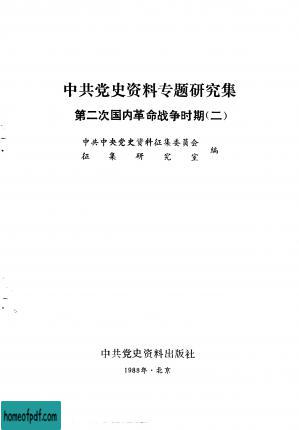 中共党史资料专题研究集
第二次国内革命战争时期(二)
中共中央党史资料征集委员会
征集研究室 编
中共党史资料出版社
1988年·北京
homeofpdf.com